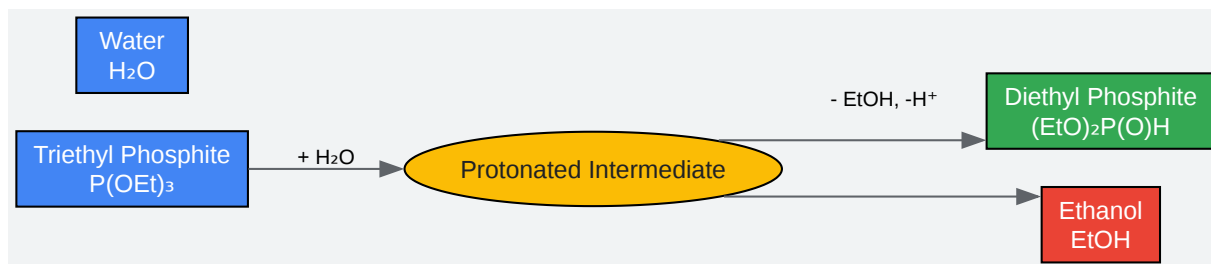 Water
H₂O
Triethyl Phosphite
P(OEt)₃
+ H₂O
Protonated Intermediate
- EtOH, -H⁺
Diethyl Phosphite
(EtO)₂P(O)H
Ethanol
EtOH